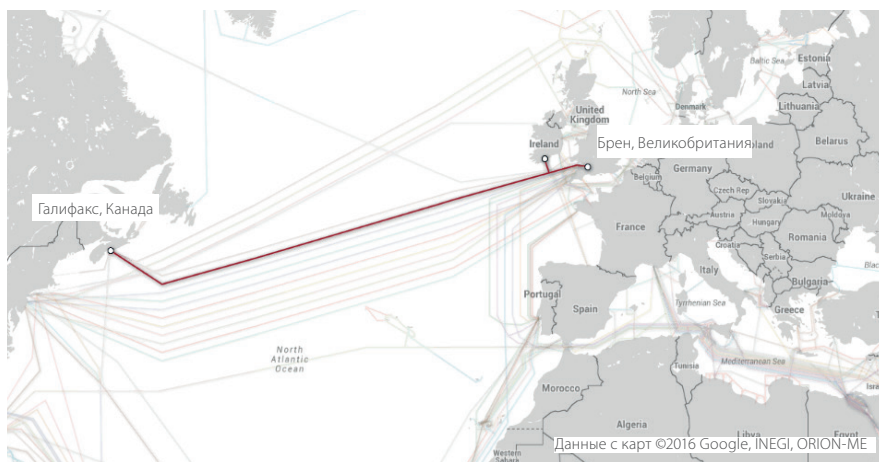 Baltic Sea
Estonia
Latvia
North Sea
Denmark
Lithuania
United
Kingdom
Ireland
Брен, Великобритания
land
Belarus
Germany
Belgium
Галифакс, Канада
Czech Rep
Slovakia
Ukraine
Austria
Hungary
Moldova
France
Romania
Croatia
Serbia
Italy
Bulgaria
Portugal
Spain
Tyrrhenian Sea
Greece
North
Atlantic
Ocean
Mediterranean Sea
Tunisia
Morocco
Algeria
Libya
Egypt
Western
Sahara
Данные с карт ©2016 Google, INEGI, ORION-ME